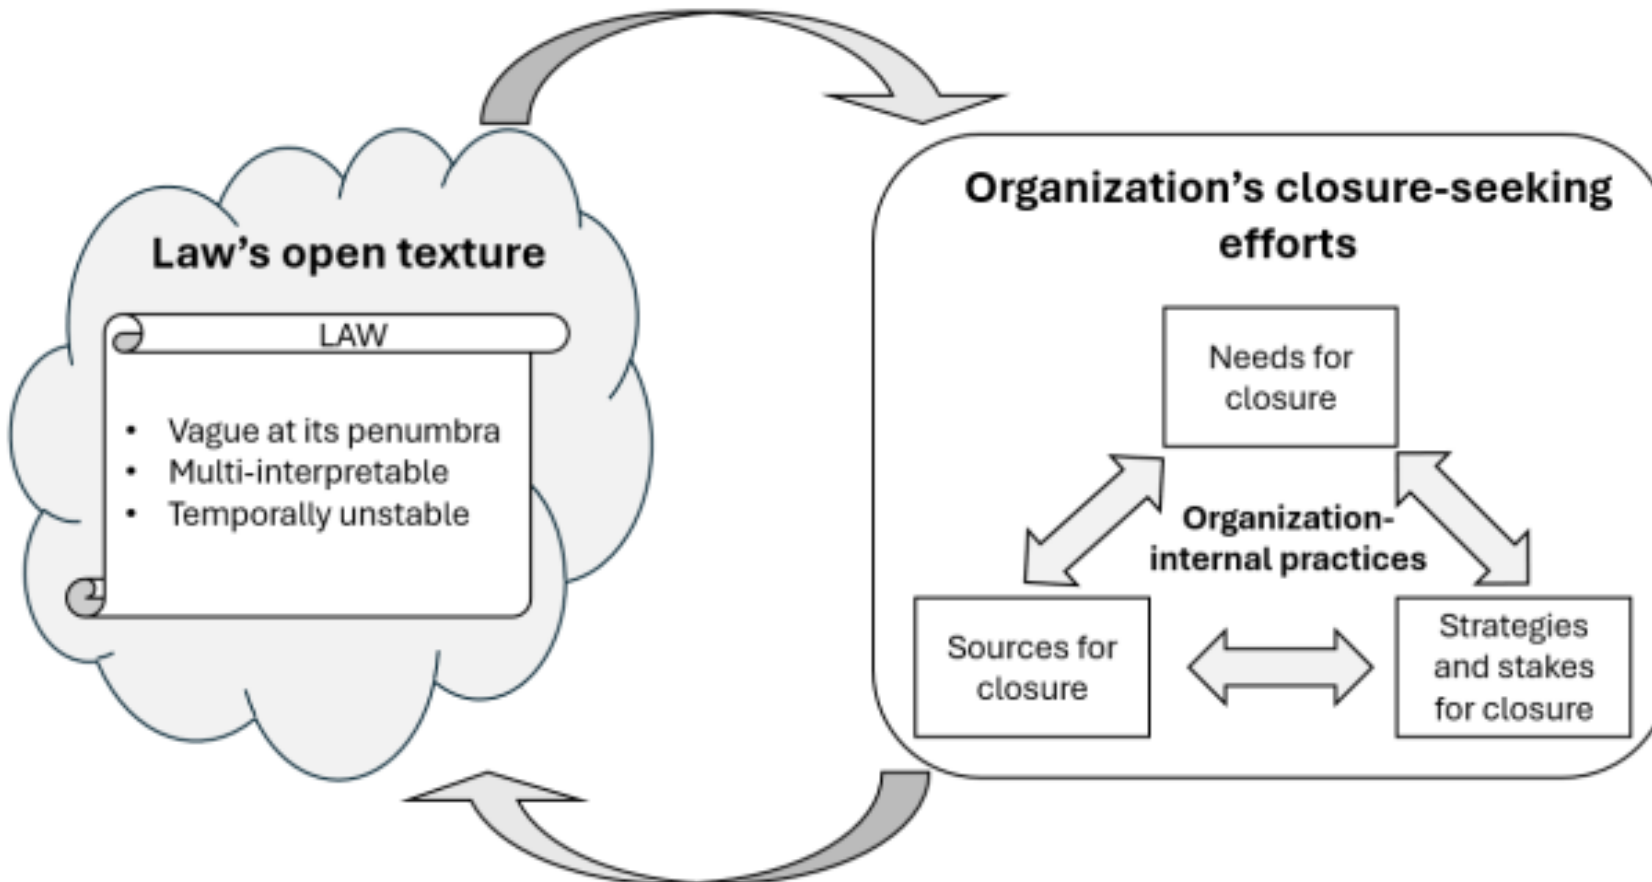 Law’s open texture
LAW
• Vague at its penumbra
• Multi-interpretable
• Temporally unstable
Organization’s closure-seeking
efforts
Needs for
closure
Organization-
internal practices
Sources for
closure
Strategies
and stakes
for closure